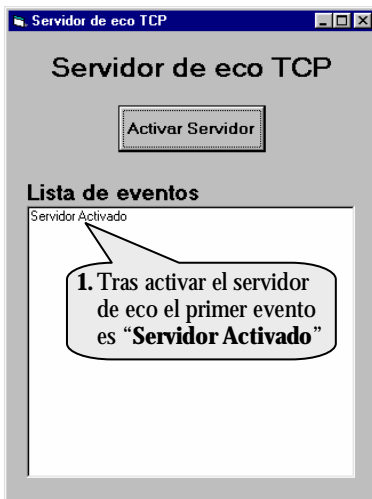 Servidor de eco TCP
Servidor de eco TCP
Activar Servidor
Lista de eventos
Servidor Activado
1. Tras activar el servidor
de eco el primer evento
es “Servidor Activado”